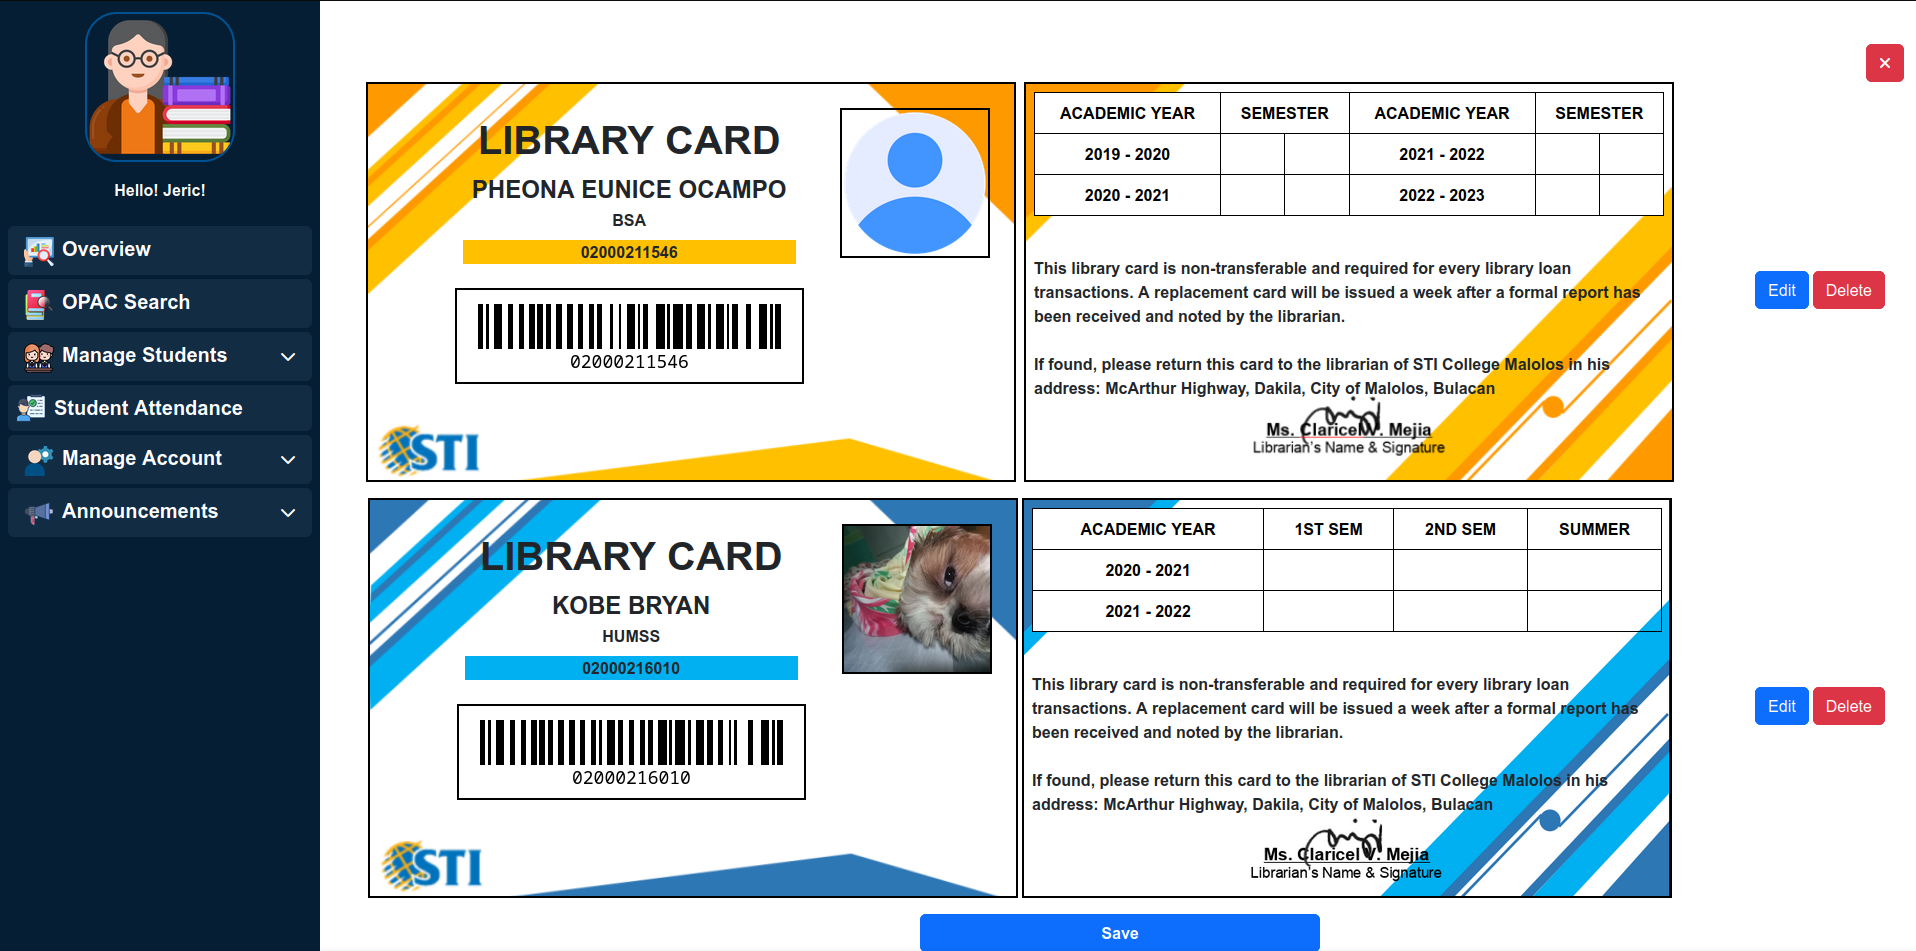 Hello! Jeric!
Overview
OPAC Search
Manage Students
Student Attendance
Manage Account
Announcements
×
LIBRARY CARD
PHEONA EUNICE OCAMPO
BSA
02000211546
02000211546
STI
ACADEMIC YEAR SEMESTER ACADEMIC YEAR SEMESTER
2019 - 2020 2021 - 2022
2020 - 2021 2022 - 2023
This library card is non-transferable and required for every library loan
transactions. A replacement card will be issued a week after a formal report has
been received and noted by the librarian.
If found, please return this card to the librarian of STI College Malolos in his
address: McArthur Highway, Dakila, City of Malolos, Bulacan
Ms. Claricel V. Mejia
Librarian's Name & Signature
Edit Delete
LIBRARY CARD
KOBE BRYAN
HUMSS
02000216010
02000216010
STI
ACADEMIC YEAR 1ST SEM 2ND SEM SUMMER
2020 - 2021
2021 - 2022
This library card is non-transferable and required for every library loan
transactions. A replacement card will be issued a week after a formal report has
been received and noted by the librarian.
If found, please return this card to the librarian of STI College Malolos in his
address: McArthur Highway, Dakila, City of Malolos, Bulacan
Ms. Claricel V. Mejia
Librarian's Name & Signature
Edit Delete
Save